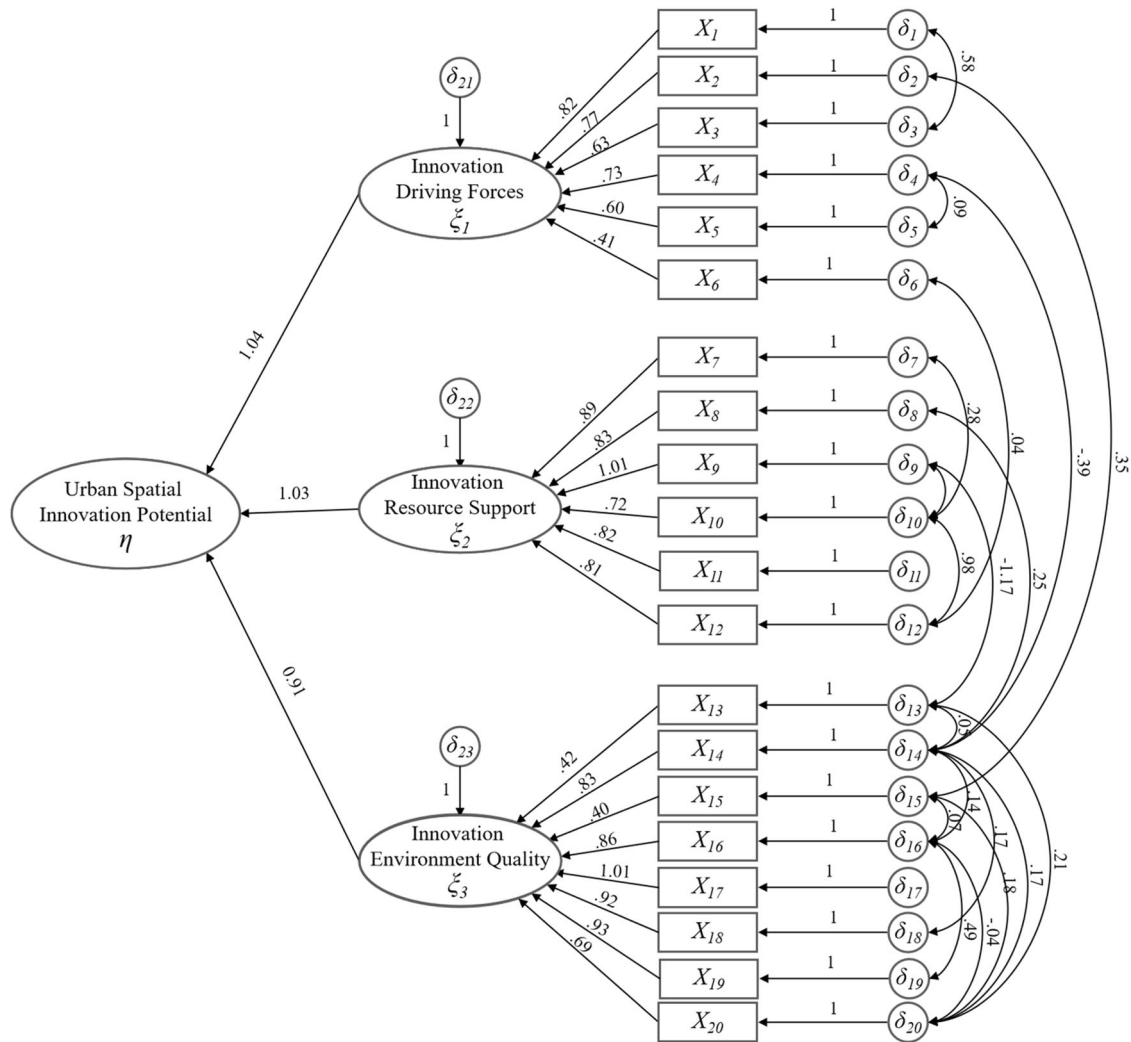 X1
1
δ1
.58
δ21
.82
X2
1
δ2
.77
1
X3
1
δ3
.63
Innovation
Driving Forces
ξ1
.73
X4
1
δ4
.09
.60
X5
1
δ5
.41
X6
1
δ6
1.04
X7
1
δ7
.89
.28
.04
-.39
.35
δ22
X8
1
δ8
.83
1
X9
1
δ9
1.01
Urban Spatial
Innovation Potential
η
1.03
Innovation
Resource Support
ξ2
.72
X10
1
δ10
.98
-1.17
.25
.82
X11
1
δ11
.81
X12
1
δ12
0.91
X13
1
δ13
.05
.42
δ23
X14
1
δ14
.83
.14
1
X15
1
δ15
.40
.07
.17
Innovation
Environment Quality
ξ3
.86
X16
1
δ16
.18
.17
.21
1.01
X17
1
δ17
.92
X18
1
δ18
.49
-.04
.93
X19
1
δ19
.69
X20
1
δ20